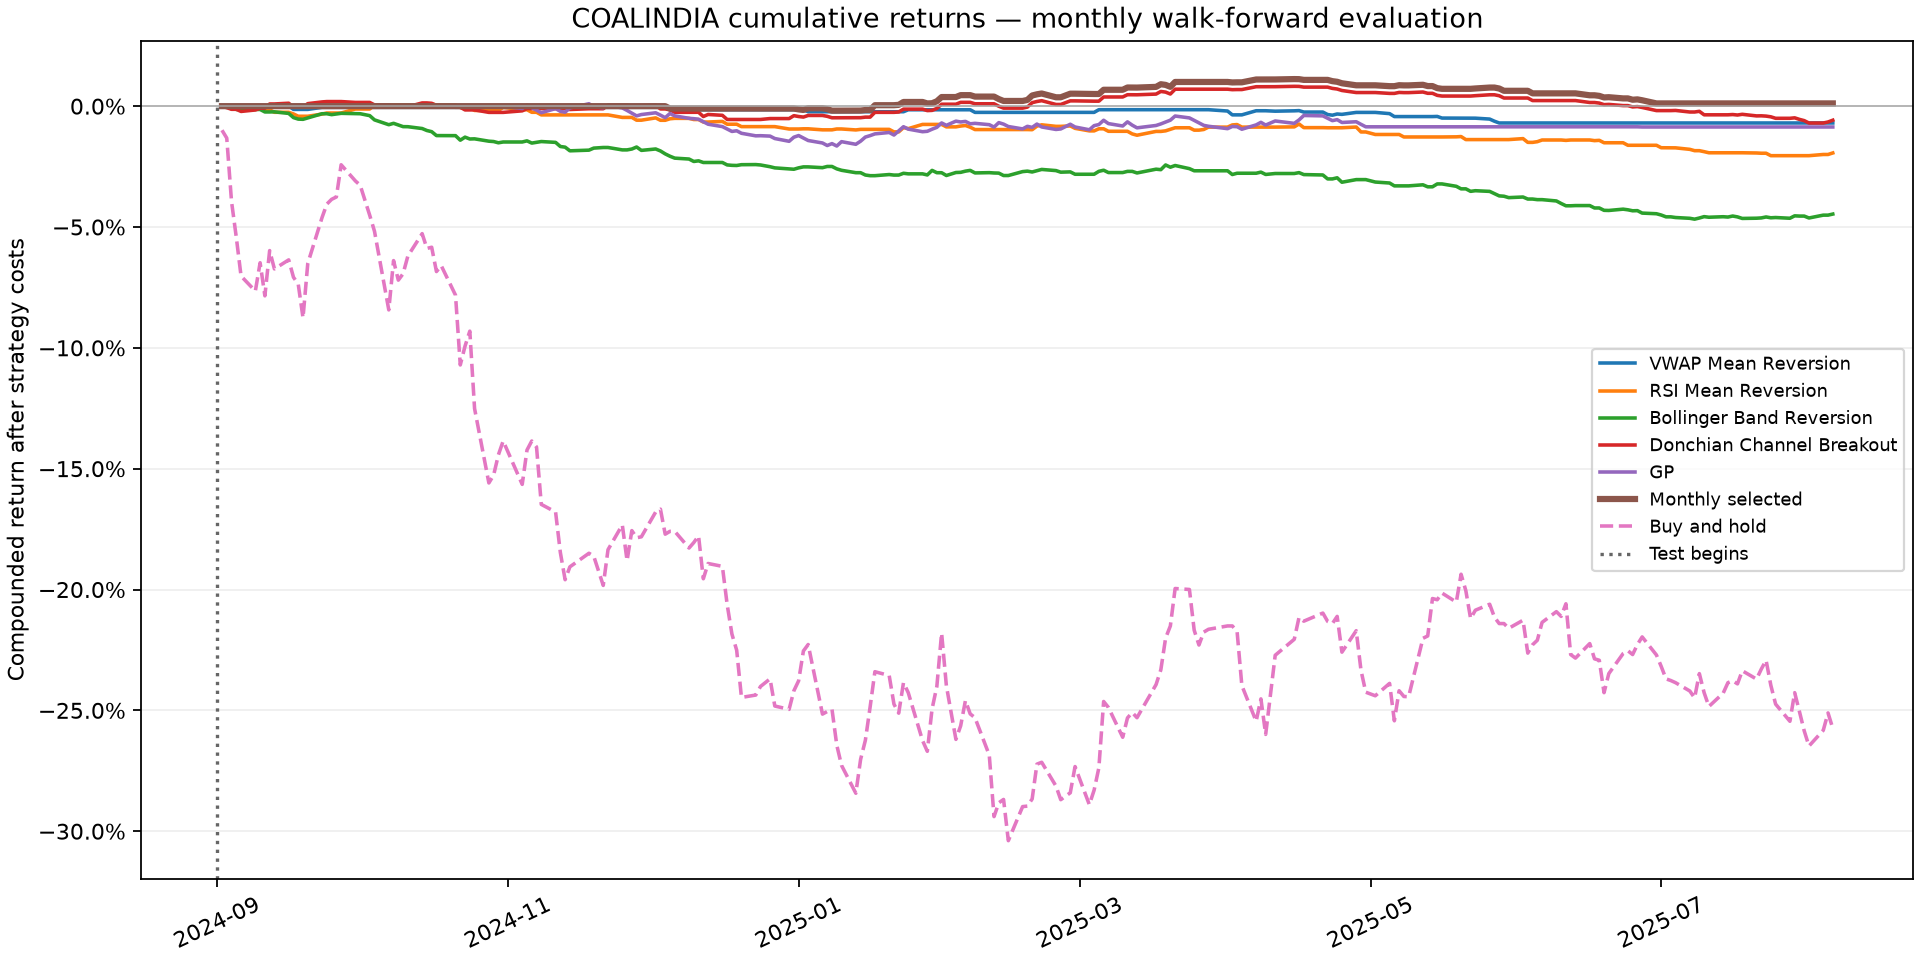 COALINDIA cumulative returns — monthly walk-forward evaluation
Compounded return after strategy costs
0.0%
−5.0%
−10.0%
−15.0%
−20.0%
−25.0%
−30.0%
VWAP Mean Reversion
RSI Mean Reversion
Bollinger Band Reversion
Donchian Channel Breakout
GP
Monthly selected
Buy and hold
Test begins
2024-09
2024-11
2025-01
2025-03
2025-05
2025-07